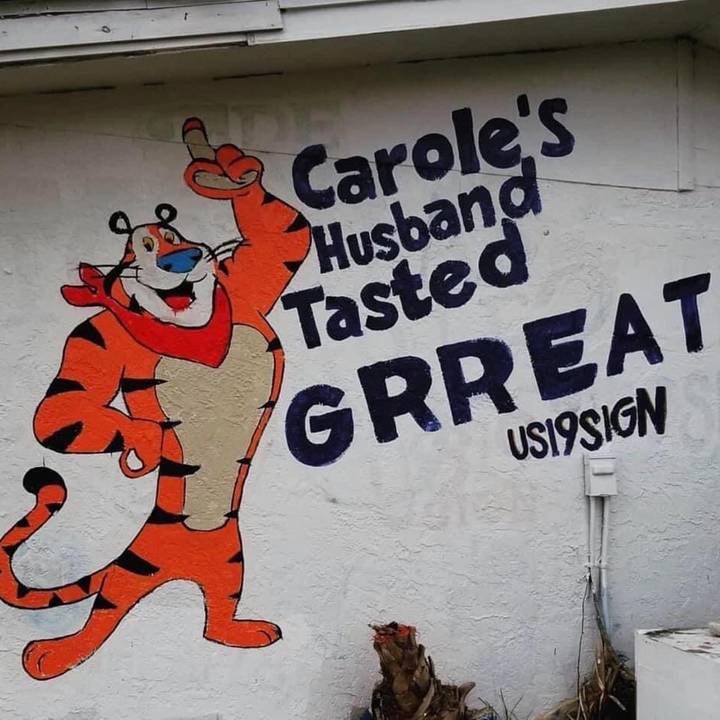 Carole's
Husband
Tasted
GRREAT
US19SIGN